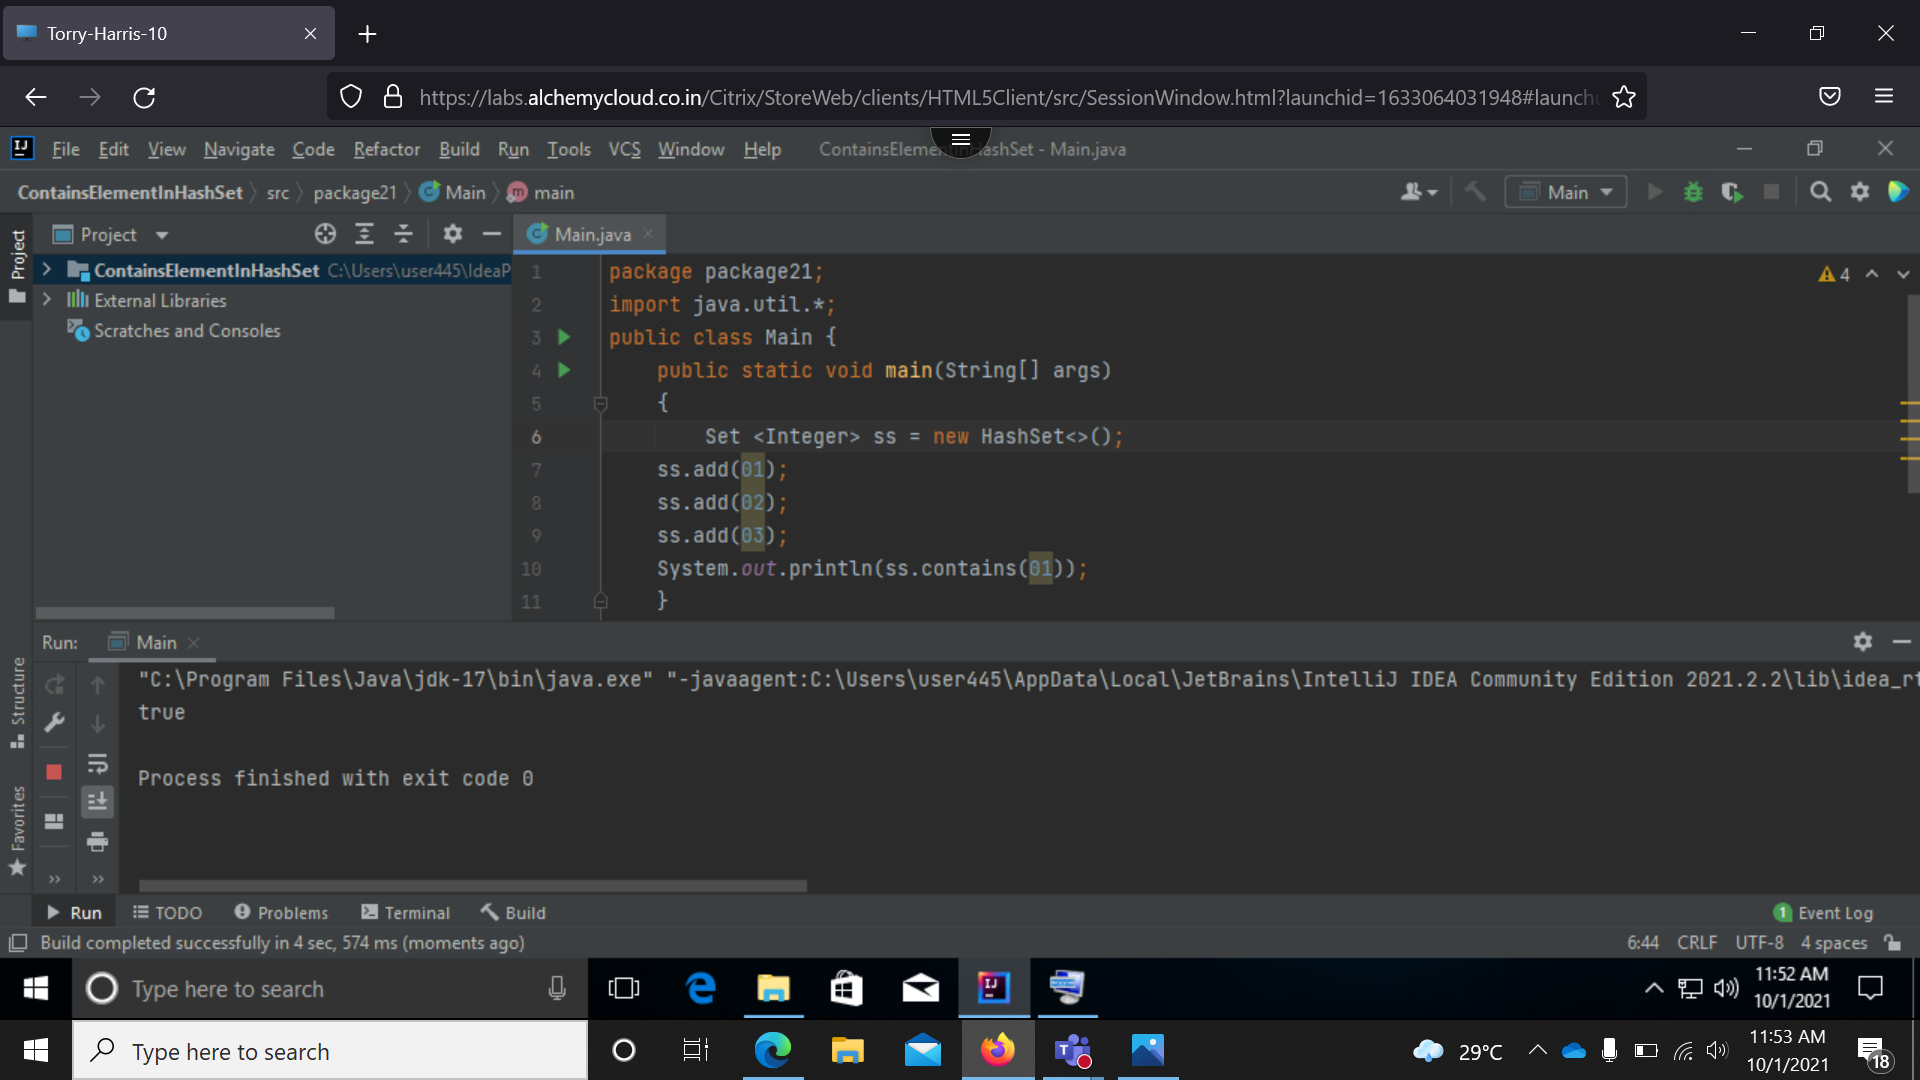 Torry-Harris-10
https://labs.alchemycloud.co.in/Citrix/StoreWeb/clients/HTML5Client/src/SessionWindow.html?launchid=1633064031948#launch
File Edit View Navigate Code Refactor Build Run Tools VCS Window Help ContainsElementInHashSet - Main.java
ContainsElementInHashSet src package21 Main main
Main
Project
Project
Main.java
ContainsElementInHashSet C:\Users\user445\IdeaP
External Libraries
Scratches and Consoles
4
1 package package21;
2 import java.util.*;
3 public class Main {
4 public static void main(String[] args)
5 {
6 Set <Integer> ss = new HashSet<>();
7 ss.add(01);
8 ss.add(02);
9 ss.add(03);
10 System.out.println(ss.contains(01));
11 }
Run: Main
Structure
Favorites
"C:\Program Files\Java\jdk-17\bin\java.exe" "-javaagent:C:\Users\user445\AppData\Local\JetBrains\IntelliJ IDEA Community Edition 2021.2.2\lib\idea_rt
true
Process finished with exit code 0
Run TODO Problems Terminal Build
1 Event Log
Build completed successfully in 4 sec, 574 ms (moments ago)
6:44 CRLF UTF-8 4 spaces
Type here to search
11:52 AM
10/1/2021
Type here to search
29°C
11:53 AM
10/1/2021
18